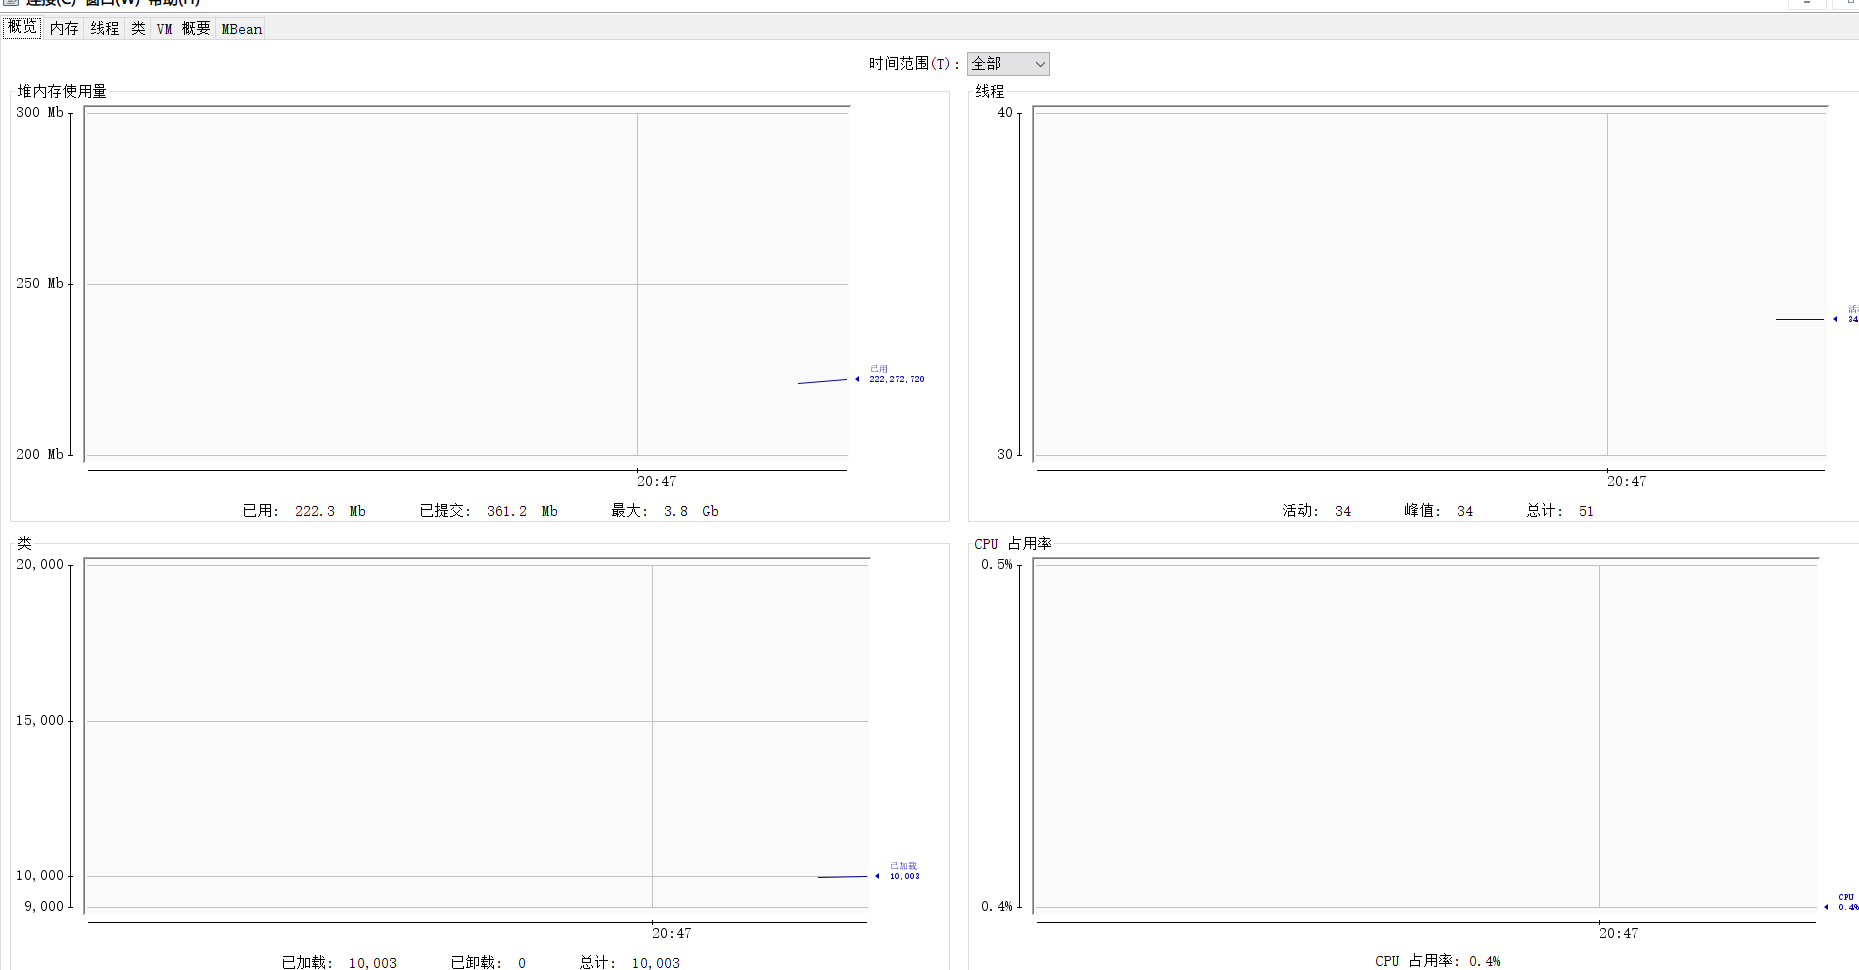 连接(C) 窗口(W) 帮助(H)
概览 内存 线程 类 VM 概要 MBean
时间范围(T): 全部
堆内存使用量
300 Mb
250 Mb
200 Mb
已用
222,272,720
20:47
已用: 222.3 Mb 已提交: 361.2 Mb 最大: 3.8 Gb
线程
40
30
34
20:47
活动: 34 峰值: 34 总计: 51
类
20,000
15,000
10,000
9,000
已加载
10,003
20:47
已加载: 10,003 已卸载: 0 总计: 10,003
CPU 占用率
0.5%
0.4%
CPU
0.4%
20:47
CPU 占用率: 0.4%